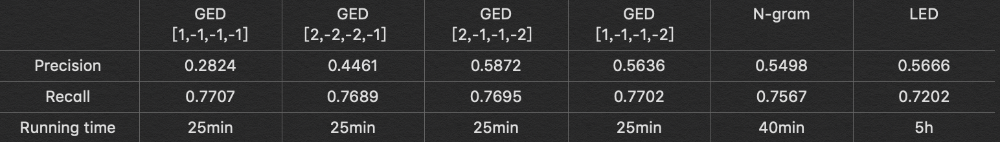 GED GED GED GED N-gram LED
[1,-1,-1,-1] [2,-2,-2,-1] [2,-1,-1,-2] [1,-1,-1,-2]
Precision 0.2824 0.4461 0.5872 0.5636 0.5498 0.5666
Recall 0.7707 0.7689 0.7695 0.7702 0.7567 0.7202
Running time 25min 25min 25min 25min 40min 5h